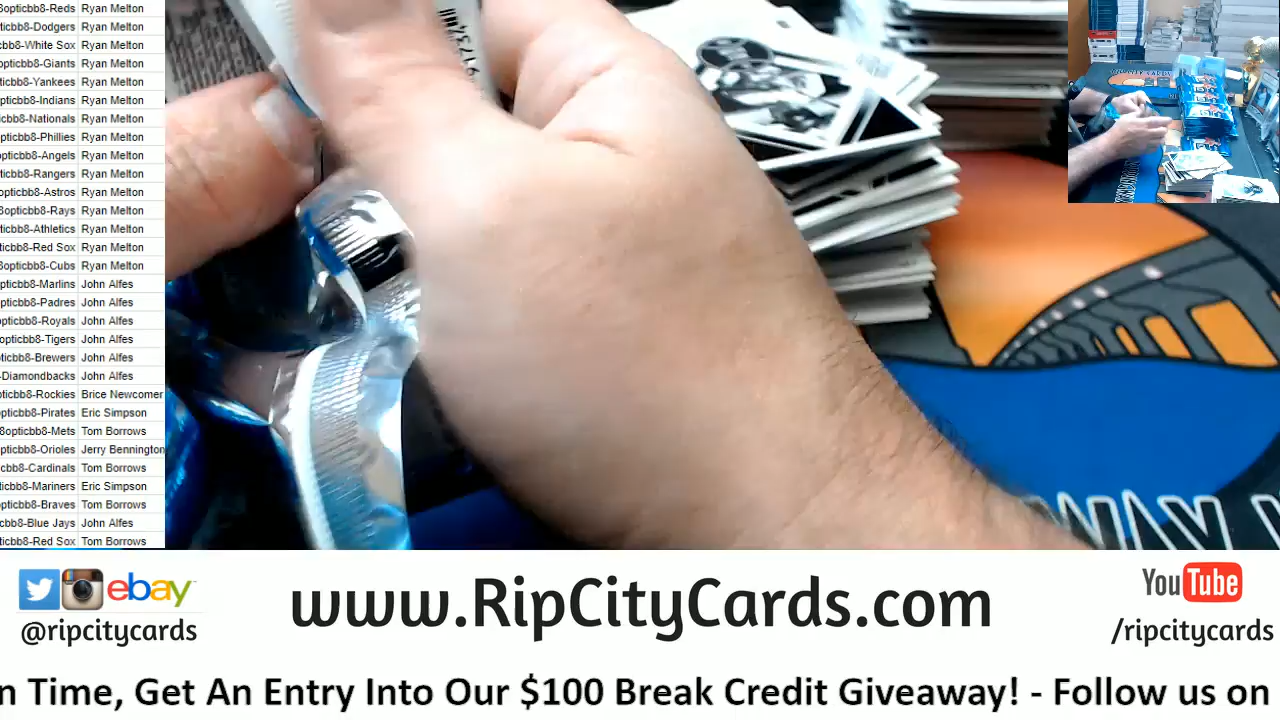 8opticbb8-Reds Ryan Melton
opticbb8-Dodgers Ryan Melton
cbb8-White Sox Ryan Melton
pticbb8-Giants Ryan Melton
ticbb8-Yankees Ryan Melton
pticbb8-Indians Ryan Melton
cbb8-Nationals Ryan Melton
ticbb8-Phillies Ryan Melton
opticbb8-Angels Ryan Melton
ticbb8-Rangers Ryan Melton
opticbb8-Astros Ryan Melton
8opticbb8-Rays Ryan Melton
cbb8-Athletics Ryan Melton
ticbb8-Red Sox Ryan Melton
opticbb8-Cubs Ryan Melton
pticbb8-Marlins John Alfes
pticbb8-Padres John Alfes
opticbb8-Royals John Alfes
opticbb8-Tigers John Alfes
pticbb8-Brewers John Alfes
-Diamondbacks John Alfes
pticbb8-Rockies Brice Newcomer
pticbb8-Pirates Eric Simpson
8opticbb8-Mets Tom Borrows
pticbb8-Orioles Jerry Bennington
cbb8-Cardinals Tom Borrows
ticbb8-Mariners Eric Simpson
pticbb8-Braves Tom Borrows
cbb8-Blue Jays John Alfes
ticbb8-Red Sox Tom Borrows
ebay
@ripcitycards
www.RipCityCards.com
YouTube
/ripcitycards
n Time, Get An Entry Into Our $100 Break Credit Giveaway! - Follow us on